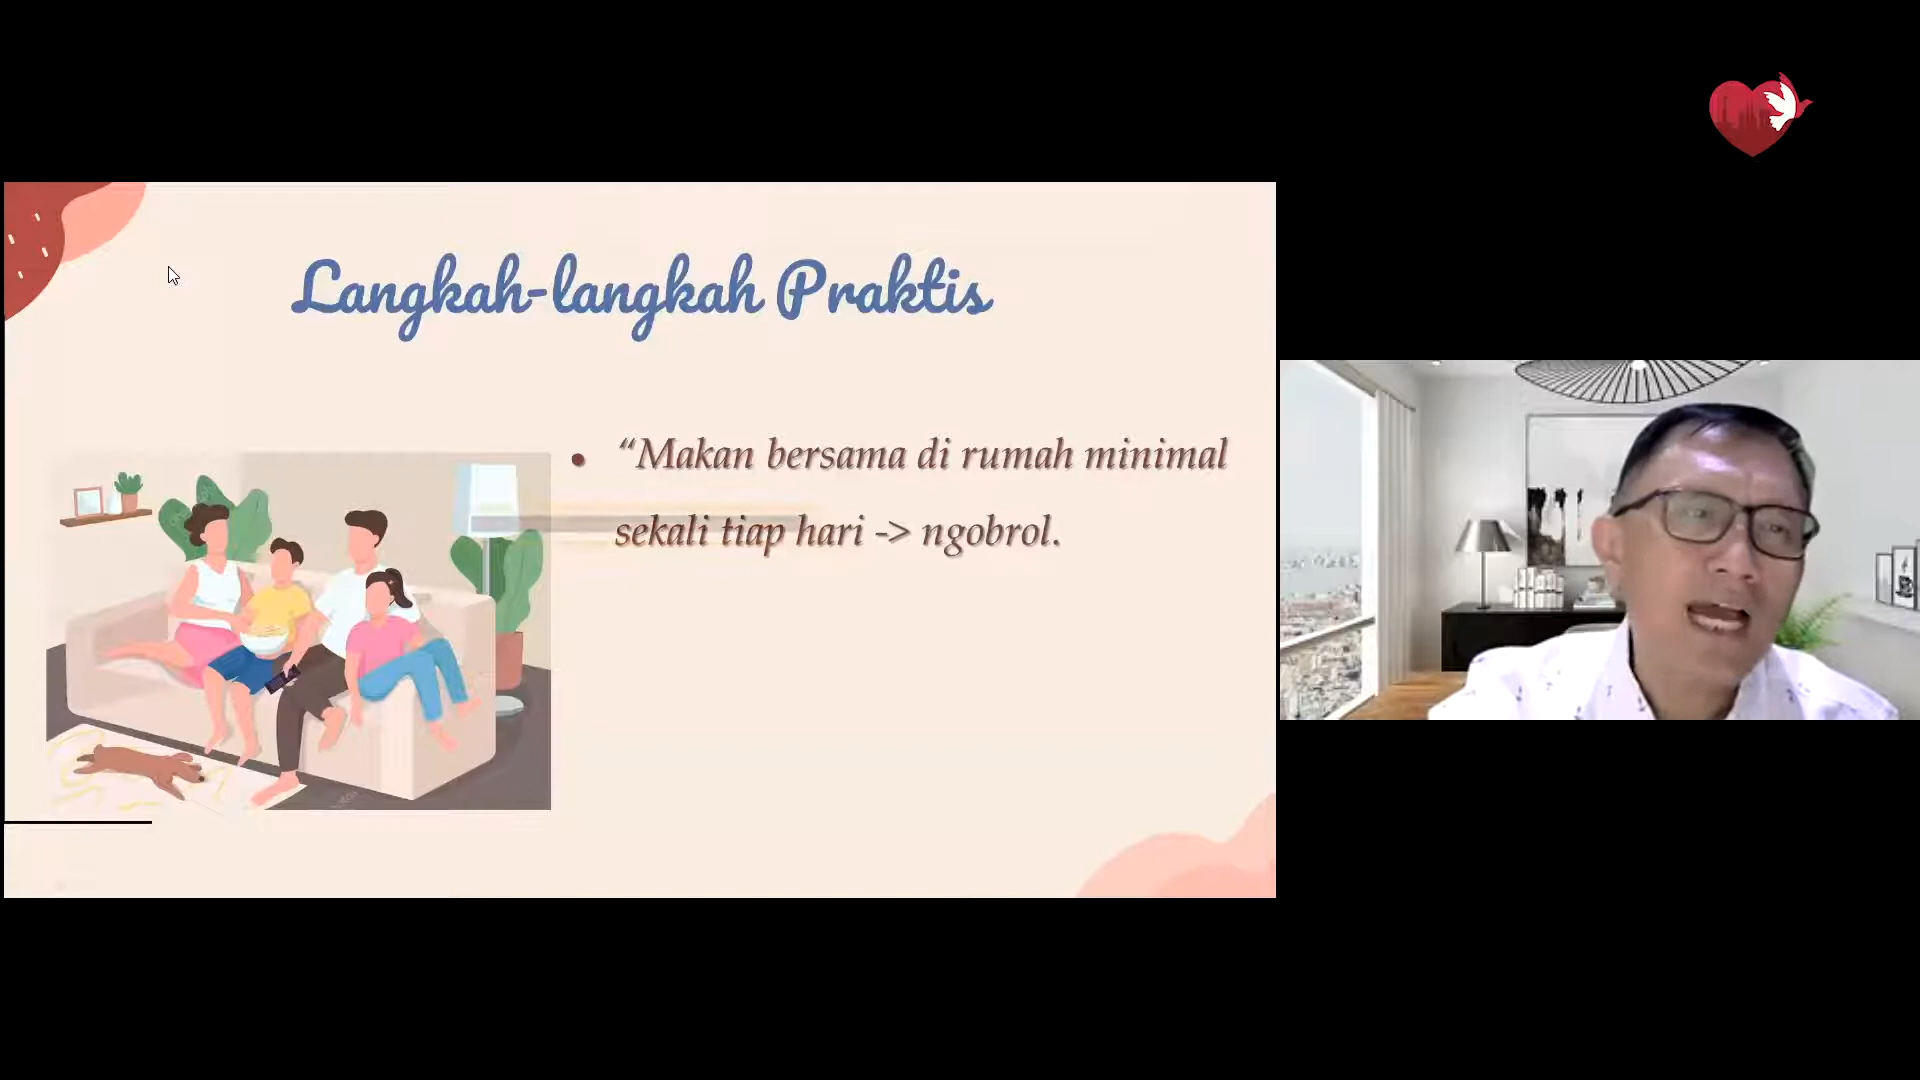 Langkah-langkah Praktis
• “Makan bersama di rumah minimal
sekali tiap hari -> ngobrol.